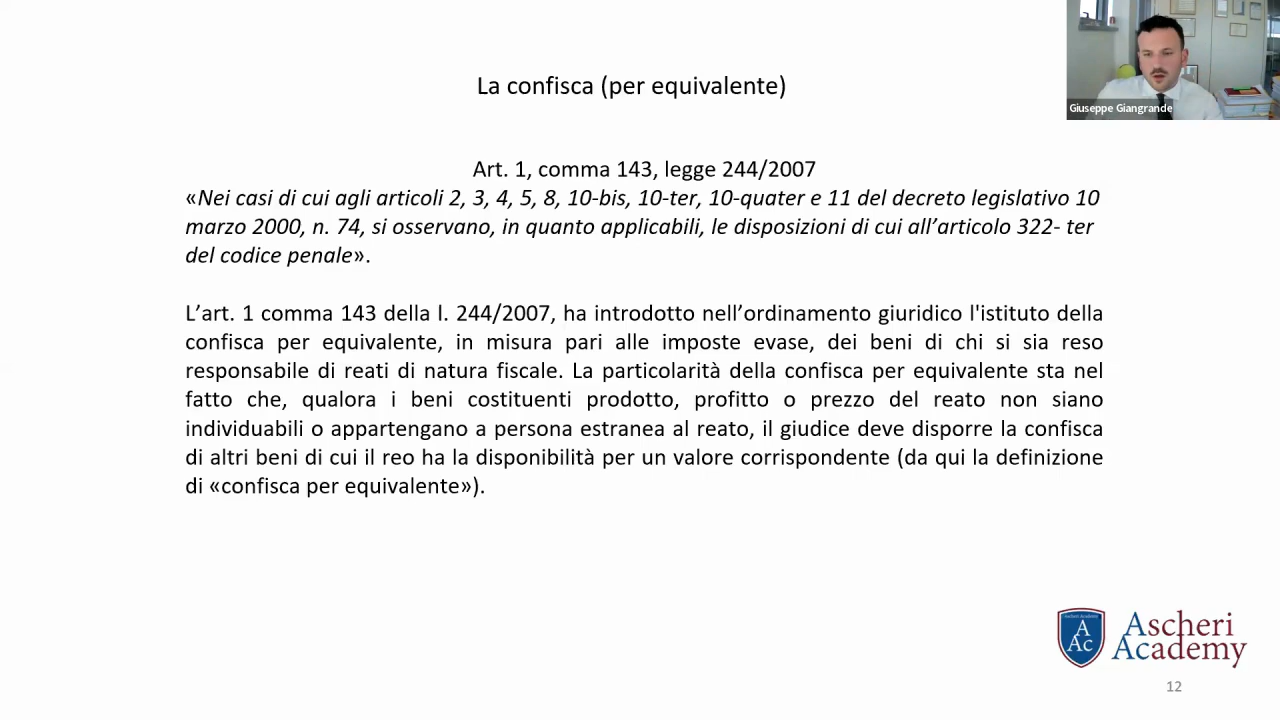 La confisca (per equivalente)
Giuseppe Giangrande
Art. 1, comma 143, legge 244/2007
«Nei casi di cui agli articoli 2, 3, 4, 5, 8, 10-bis, 10-ter, 10-quater e 11 del decreto legislativo 10
marzo 2000, n. 74, si osservano, in quanto applicabili, le disposizioni di cui all’articolo 322- ter
del codice penale».
L’art. 1 comma 143 della l. 244/2007, ha introdotto nell’ordinamento giuridico l'istituto della
confisca per equivalente, in misura pari alle imposte evase, dei beni di chi si sia reso
responsabile di reati di natura fiscale. La particolarità della confisca per equivalente sta nel
fatto che, qualora i beni costituenti prodotto, profitto o prezzo del reato non siano
individuabili o appartengano a persona estranea al reato, il giudice deve disporre la confisca
di altri beni di cui il reo ha la disponibilità per un valore corrispondente (da qui la definizione
di «confisca per equivalente»).
A
Ac
Ascheri
Academy
12